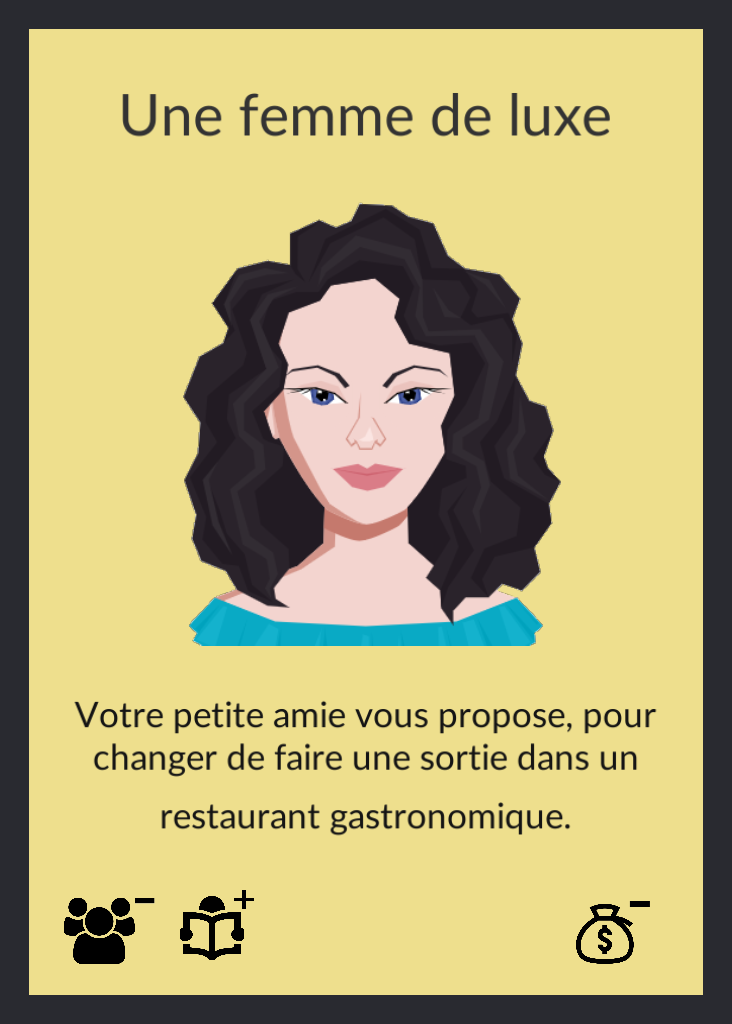 Une femme de luxe
Votre petite amie vous propose, pour
changer de faire une sortie dans un
restaurant gastronomique.
- + $ -